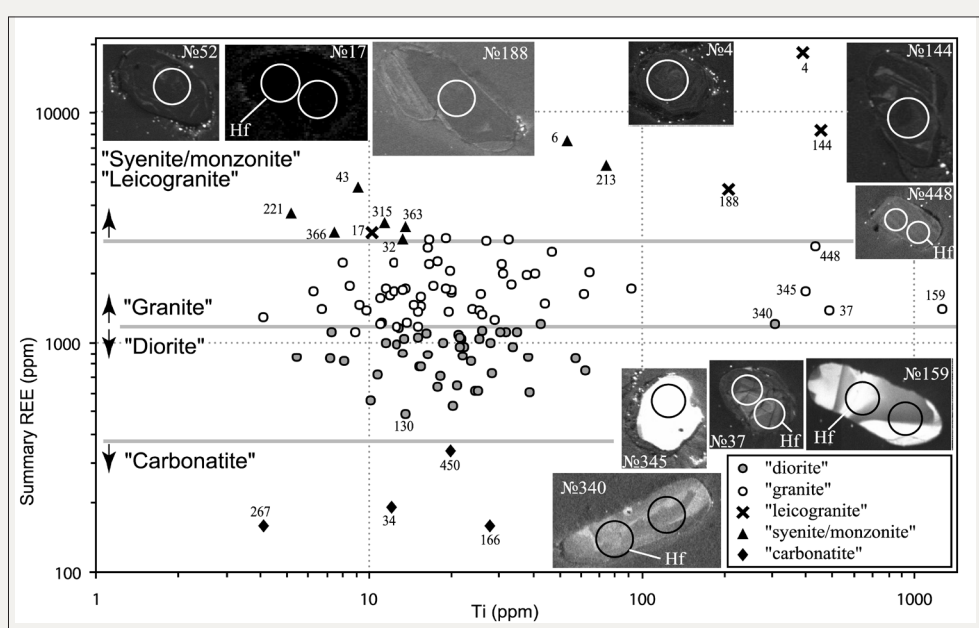 №52
№17
№188
№4
№144
4
10000
Hf
6
144
"Syenite/monzonite"
"Leicogranite"
213
43
188
№448
221
315
363
366
17
32
Hf
448
345
159
"Granite"
37
340
1000
"Diorite"
№159
130
№37
Hf
Hf
"Carbonatite"
№345
450
"diorite"
№340
"granite"
267
34
166
"leicogranite"
"syenite/monzonite"
Hf
"carbonatite"
100
1
10
100
1000
Ti (ppm)
Summary REE (ppm)